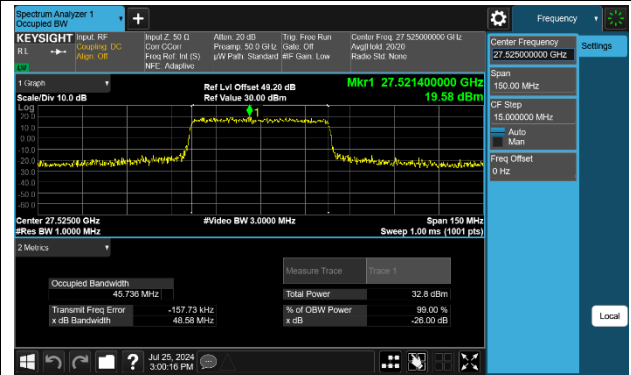 Spectrum Analyzer 1
Occupied BW
Frequency
KEYSIGHT
Input: RF
Input Z: 50 Ω
Atten: 20 dB
Trig: Free Run
Center Freq: 27.525000000 GHz
RL
Coupling: DC
Corr CCorr
Preamp: 50.0 GHz
Gate: Off
Avg|Hold: 20/20
Align: Off
Freq Ref: Int (S)
µW Path: Standard
#IF Gain: Low
Radio Std: None
NFE: Adaptive
LW
Center Frequency
27.525000000 GHz
Settings
Span
150.00 MHz
CF Step
15.000000 MHz
Auto
Man
Freq Offset
0 Hz
Local
1 Graph
Scale/Div 10.0 dB
Ref Lvl Offset 49.20 dB
Ref Value 30.00 dBm
Mkr1 27.521400000 GHz
19.58 dBm
Log
20.0
10.0
0.00
-10.0
-20.0
-30.0
-40.0
-50.0
-60.0
1
Center 27.52500 GHz
#Video BW 3.0000 MHz
Span 150 MHz
#Res BW 1.0000 MHz
Sweep 1.00 ms (1001 pts)
2 Metrics
Measure Trace
Trace 1
Occupied Bandwidth
45.736 MHz
Total Power
32.8 dBm
Transmit Freq Error
-157.73 kHz
% of OBW Power
99.00 %
x dB Bandwidth
48.58 MHz
x dB
-26.00 dB
?
Jul 25, 2024
3:00:16 PM